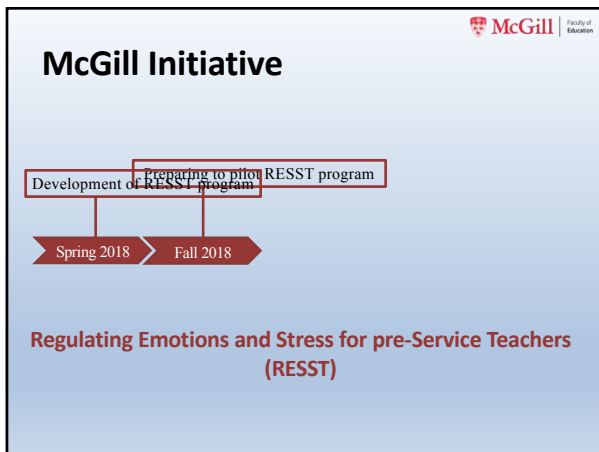 McGill
Faculty of
Education
McGill Initiative
Preparing to pilot RESST program
Development of RESST program
Spring 2018
Fall 2018
Regulating Emotions and Stress for pre-Service Teachers
(RESST)